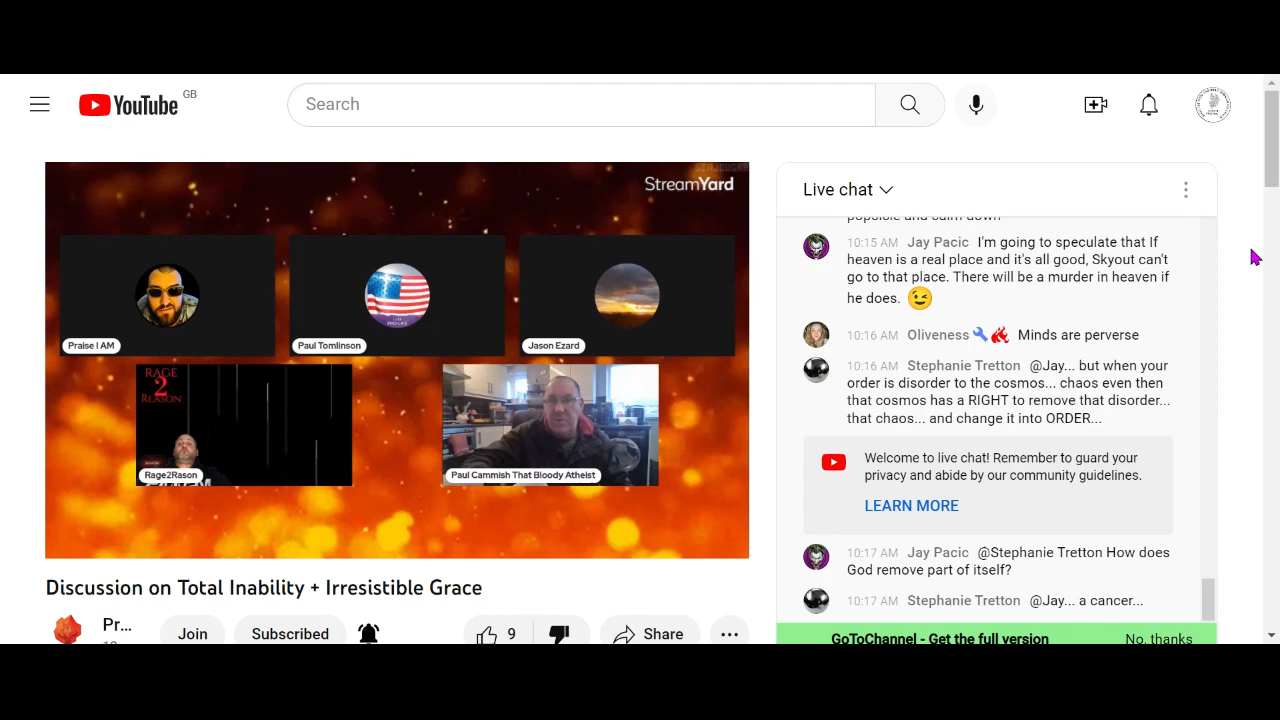 YouTube GB
Search
StreamYard
Praise I AM
Paul Tomlinson
Jason Ezard
RAGE
2
REASON
Rage2Rason
Paul Cammish That Bloody Atheist
Discussion on Total Inability + Irresistible Grace
Pr...
Join
Subscribed
9
Share
Live chat
10:15 AM Jay Pacic I'm going to speculate that If
heaven is a real place and it's all good, Skyout can't
go to that place. There will be a murder in heaven if
he does. 😉
10:16 AM Oliveness Minds are perverse
10:16 AM Stephanie Tretton @Jay... but when your
order is disorder to the cosmos... chaos even then
that cosmos has a RIGHT to remove that disorder...
that chaos... and change it into ORDER...
Welcome to live chat! Remember to guard your
privacy and abide by our community guidelines.
LEARN MORE
10:17 AM Jay Pacic @Stephanie Tretton How does
God remove part of itself?
10:17 AM Stephanie Tretton @Jay... a cancer...
GoToChannel - Get the full version No, thanks